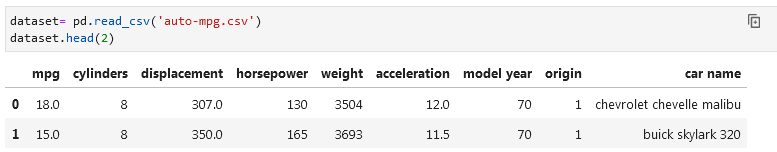 dataset= pd.read_csv('auto-mpg.csv')
dataset.head(2)
mpg cylinders displacement horsepower weight acceleration model year origin car name
0 18.0 8 307.0 130 3504 12.0 70 1 chevrolet chevelle malibu
1 15.0 8 350.0 165 3693 11.5 70 1 buick skylark 320